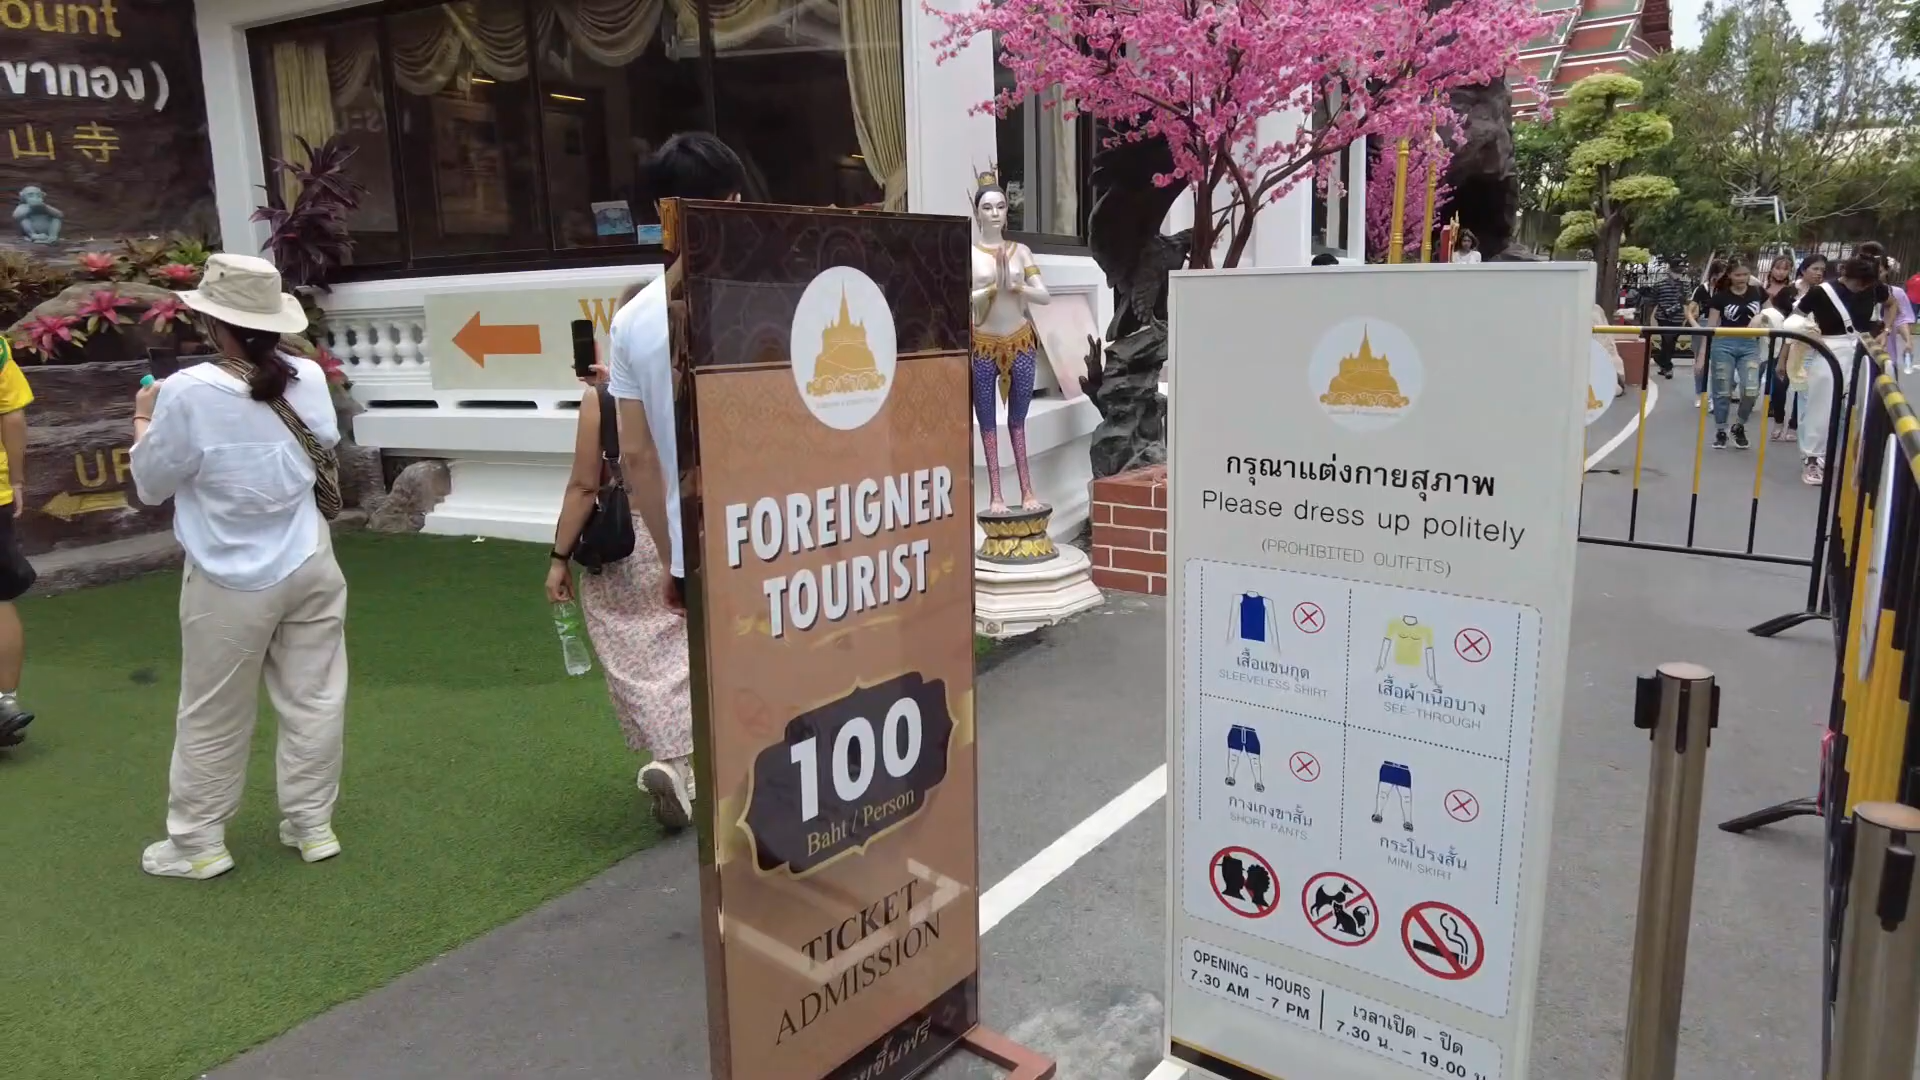 ount
ขาทอง)
山寺
UP
W
FOREIGNER
TOURIST
100
Baht / Person
TICKET
ADMISSION
ขึ้นฟรี
กรุณาแต่งกายสุภาพ
Please dress up politely
(PROHIBITED OUTFITS)
เสื้อแขนกุด
SLEEVELESS SHIRT
เสื้อผ้าเนื้อบาง
SEE-THROUGH
กางเกงขาสั้น
SHORT PANTS
กระโปรงสั้น
MINI SKIRT
OPENING - HOURS
7.30 AM - 7 PM
เวลาเปิด - ปิด
7.30 น. - 19.00 น